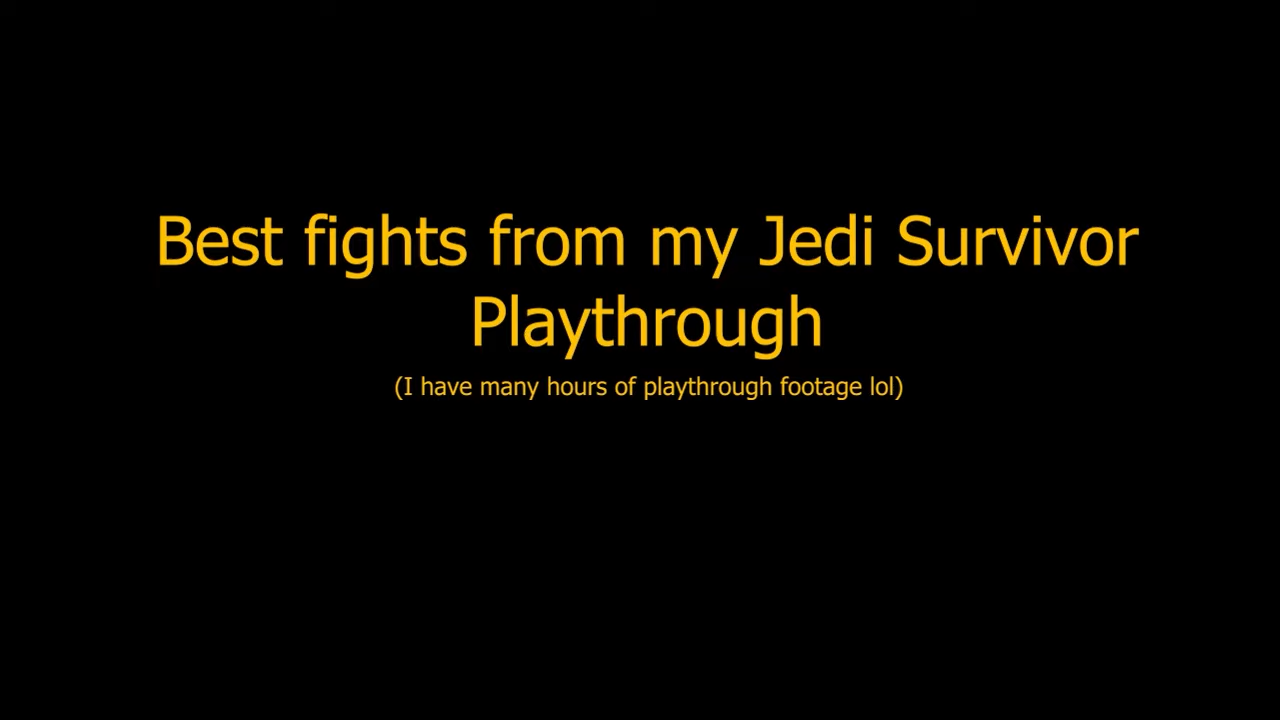 Best fights from my Jedi Survivor
Playthrough
(I have many hours of playthrough footage lol)